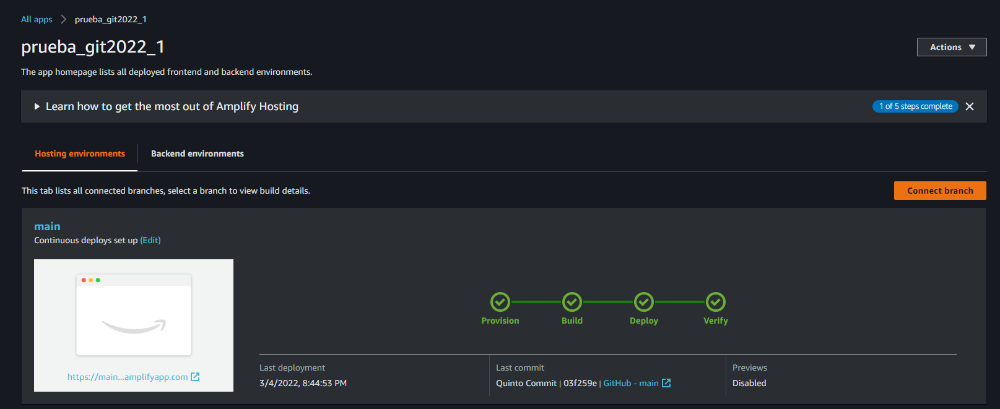 All apps prueba_git2022_1
prueba_git2022_1
Actions
The app homepage lists all deployed frontend and backend environments.
Learn how to get the most out of Amplify Hosting
1 of 5 steps complete
Hosting environments
Backend environments
This tab lists all connected branches, select a branch to view build details.
Connect branch
main
Continuous deploys set up (Edit)
Provision
Build
Deploy
Verify
https://main...amplifyapp.com
Last deployment
3/4/2022, 8:44:53 PM
Last commit
Quinto Commit | 03f259e | GitHub - main
Previews
Disabled